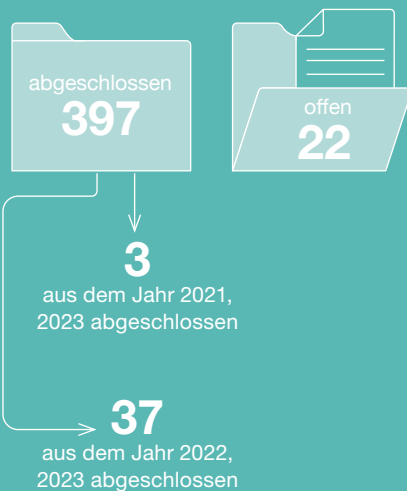 abgeschlossen
397
offen
22
3
aus dem Jahr 2021,
2023 abgeschlossen
37
aus dem Jahr 2022,
2023 abgeschlossen